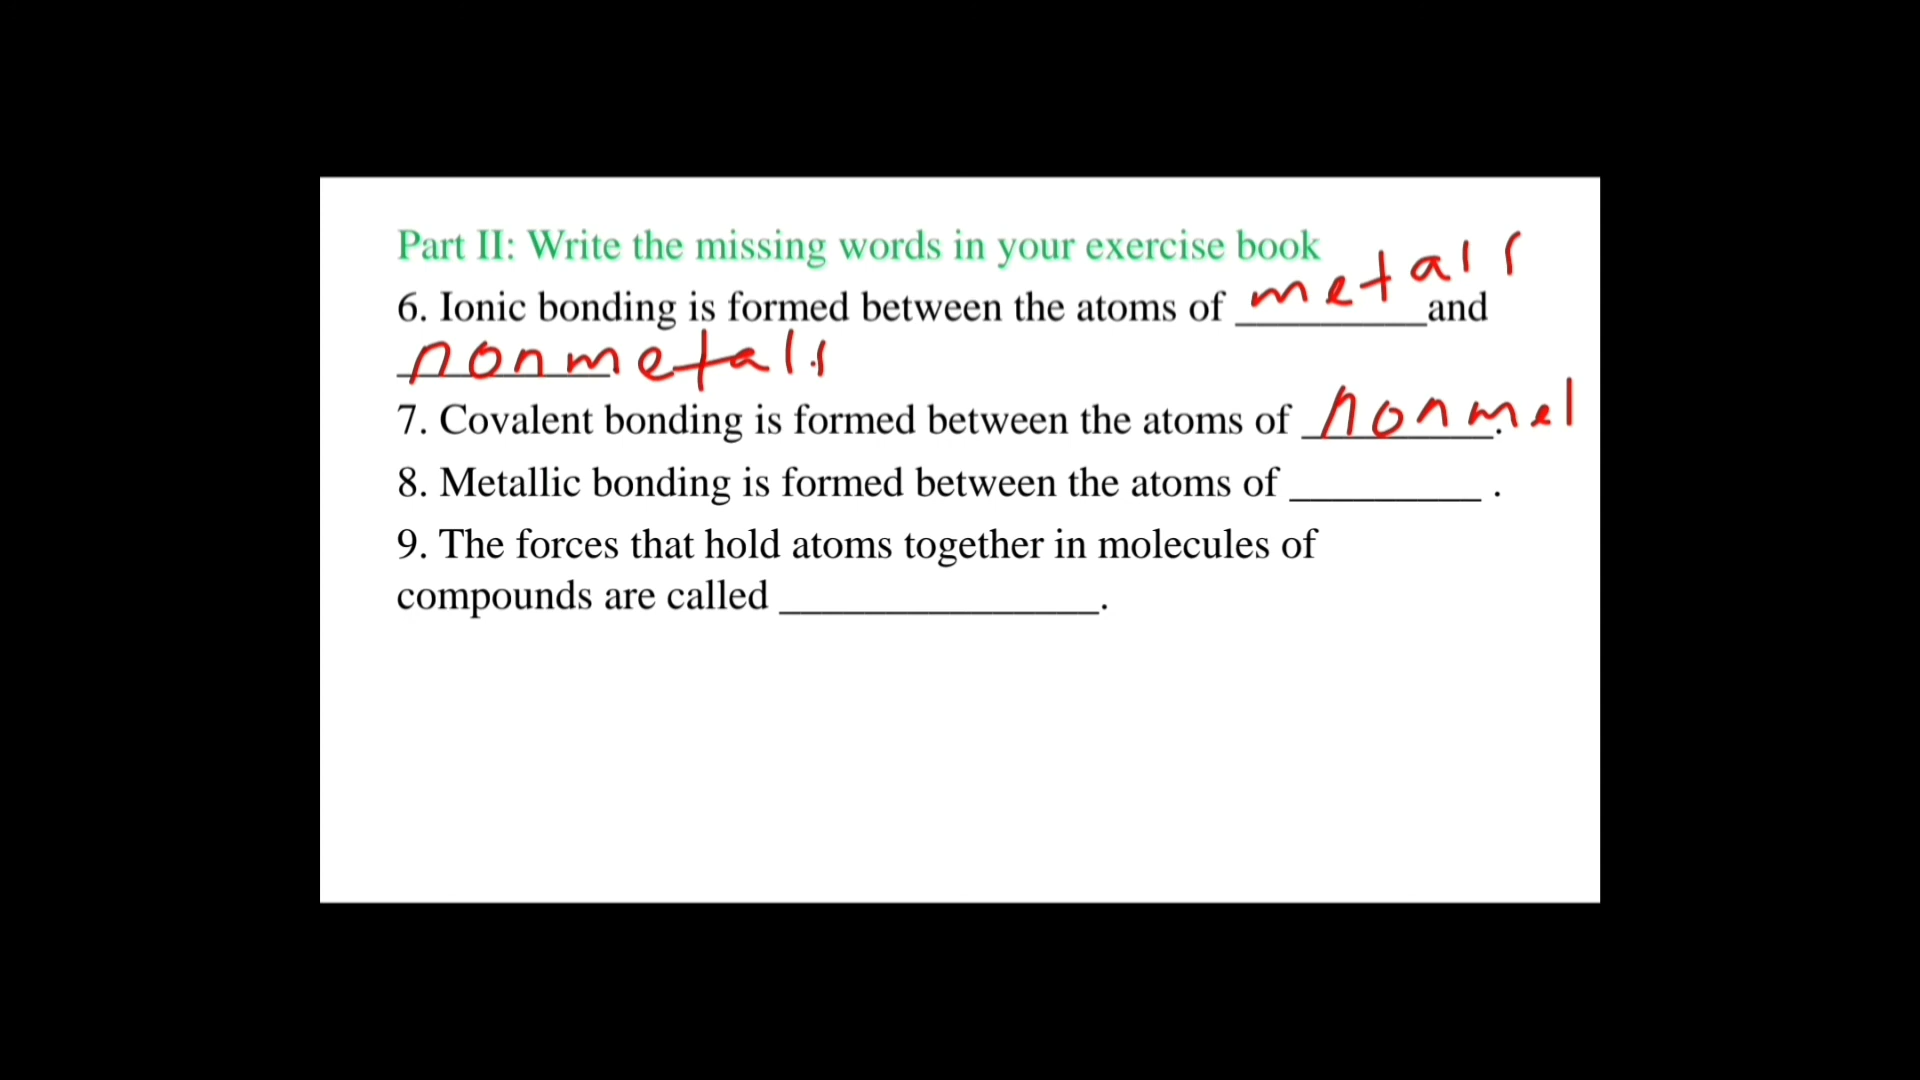 Part II: Write the missing words in your exercise book
6. Ionic bonding is formed between the atoms of metals and
nonmetals
7. Covalent bonding is formed between the atoms of nonmel.
8. Metallic bonding is formed between the atoms of _________ .
9. The forces that hold atoms together in molecules of
compounds are called _______________.